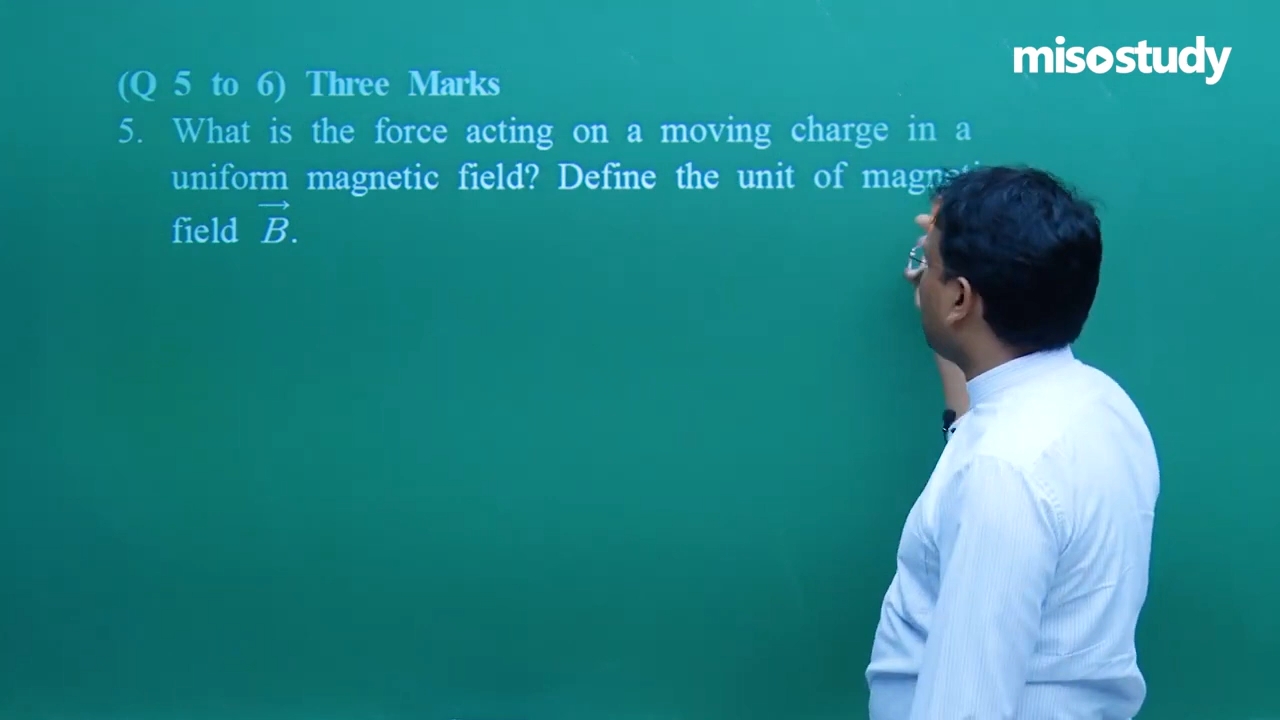 misostudy
(Q 5 to 6) Three Marks
5. What is the force acting on a moving charge in a
uniform magnetic field? Define the unit of
field B.